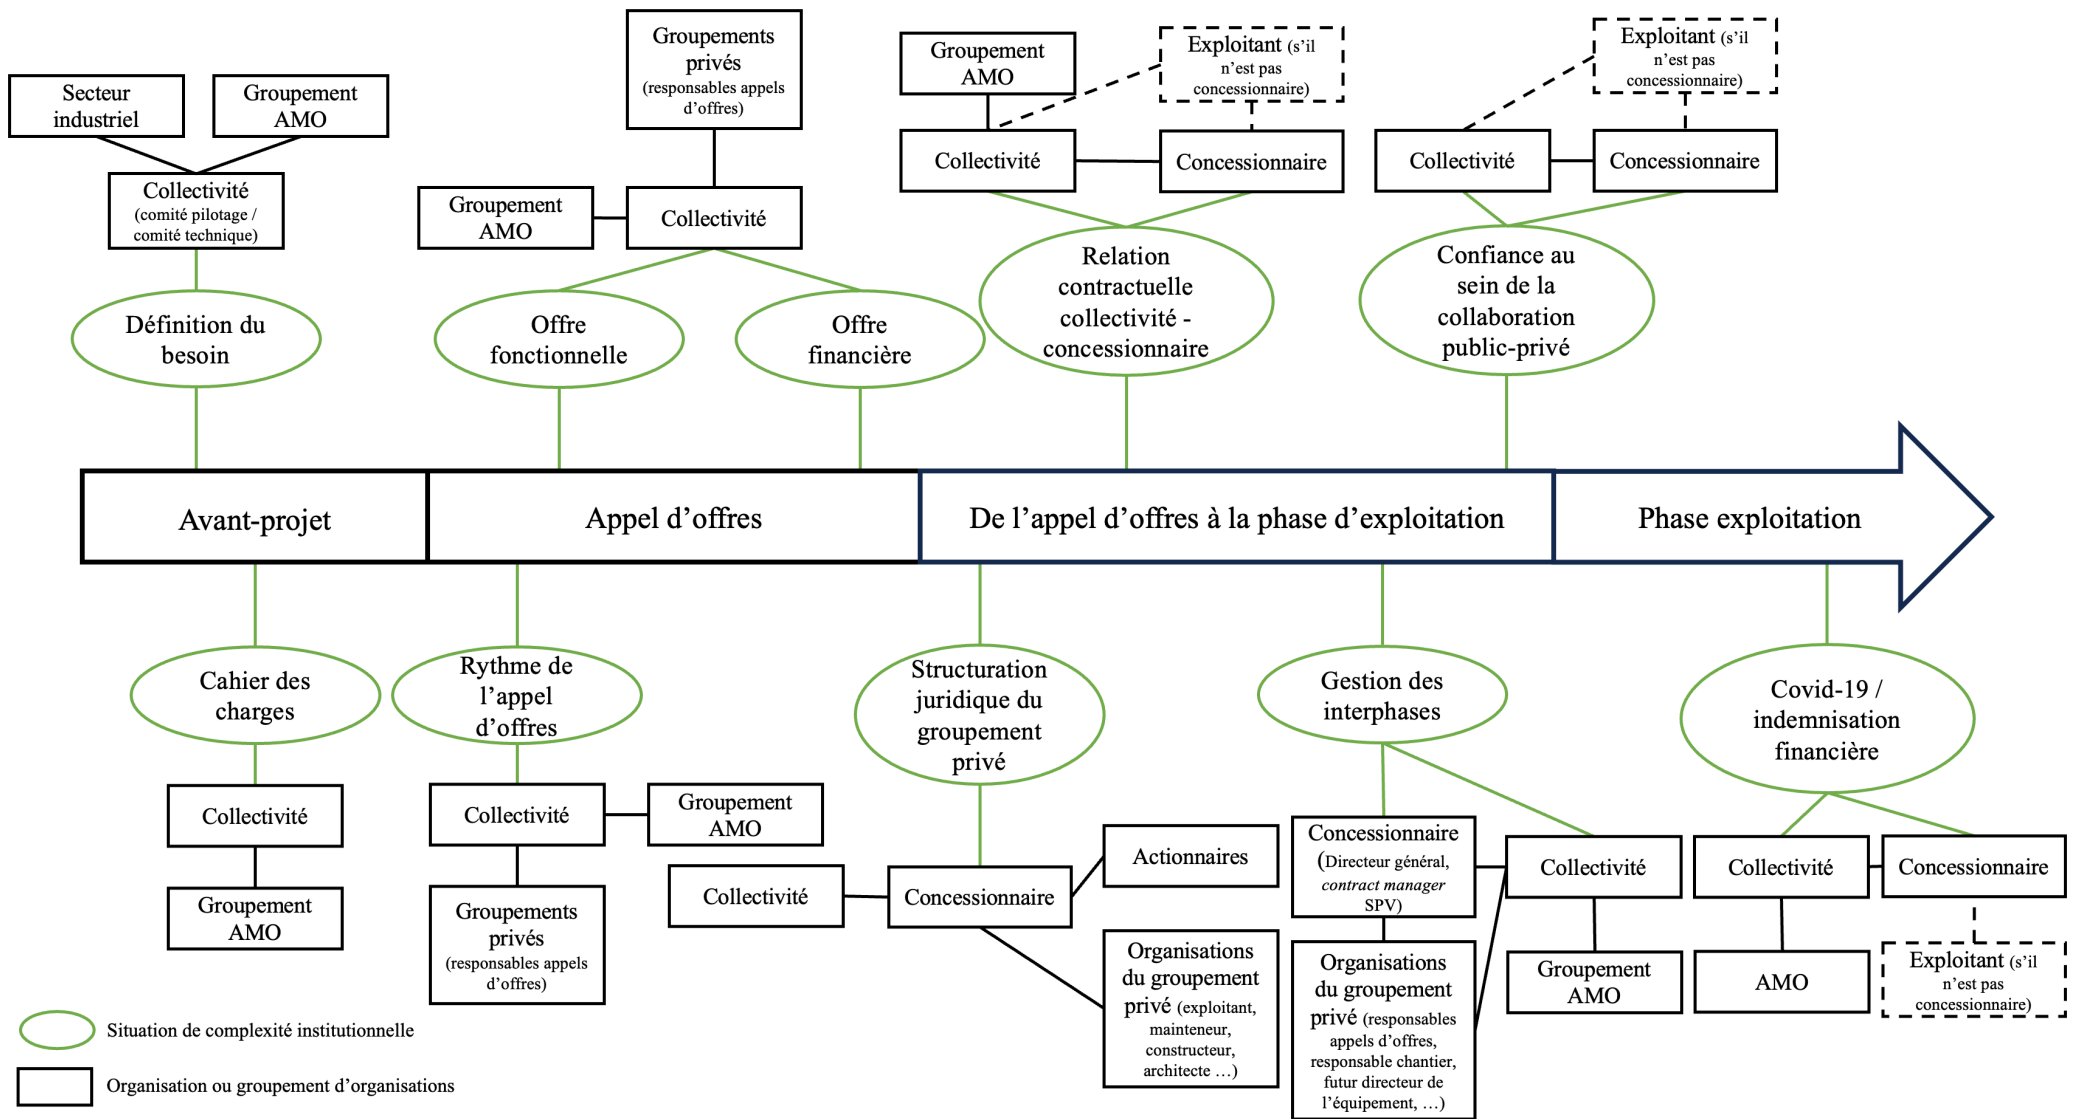 Secteur
industriel
Groupement
AMO
Collectivité
(comité pilotage /
comité technique)
Définition du
besoin
Groupements
privés
(responsables appels
d’offres)
Groupement
AMO
Collectivité
Offre
fonctionnelle
Offre
financière
Groupement
AMO
Exploitant (s’il
n’est pas
concessionnaire)
Collectivité
Concessionnaire
Relation
contractuelle
collectivité -
concessionnaire
Exploitant (s’il
n’est pas
concessionnaire)
Collectivité
Concessionnaire
Confiance au
sein de la
collaboration
public-privé
Avant-projet
Appel d’offres
De l’appel d’offres à la phase d’exploitation
Phase exploitation
Cahier des
charges
Collectivité
Groupement
AMO
Rythme de
l’appel
d’offres
Collectivité
Groupement
AMO
Groupements
privés
(responsables appels
d’offres)
Structuration
juridique du
groupement
privé
Collectivité
Concessionnaire
Actionnaires
Organisations
du groupement
privé (exploitant,
mainteneur,
constructeur,
architecte …)
Gestion des
interphases
Concessionnaire
(Directeur général,
contract manager
SPV)
Organisations
du groupement
privé (responsables
appels d’offres,
responsable chantier,
futur directeur de
l’équipement, …)
Collectivité
Groupement
AMO
Covid-19 /
indemnisation
financière
Collectivité
Concessionnaire
AMO
Exploitant (s’il
n’est pas
concessionnaire)
Situation de complexité institutionnelle
Organisation ou groupement d’organisations